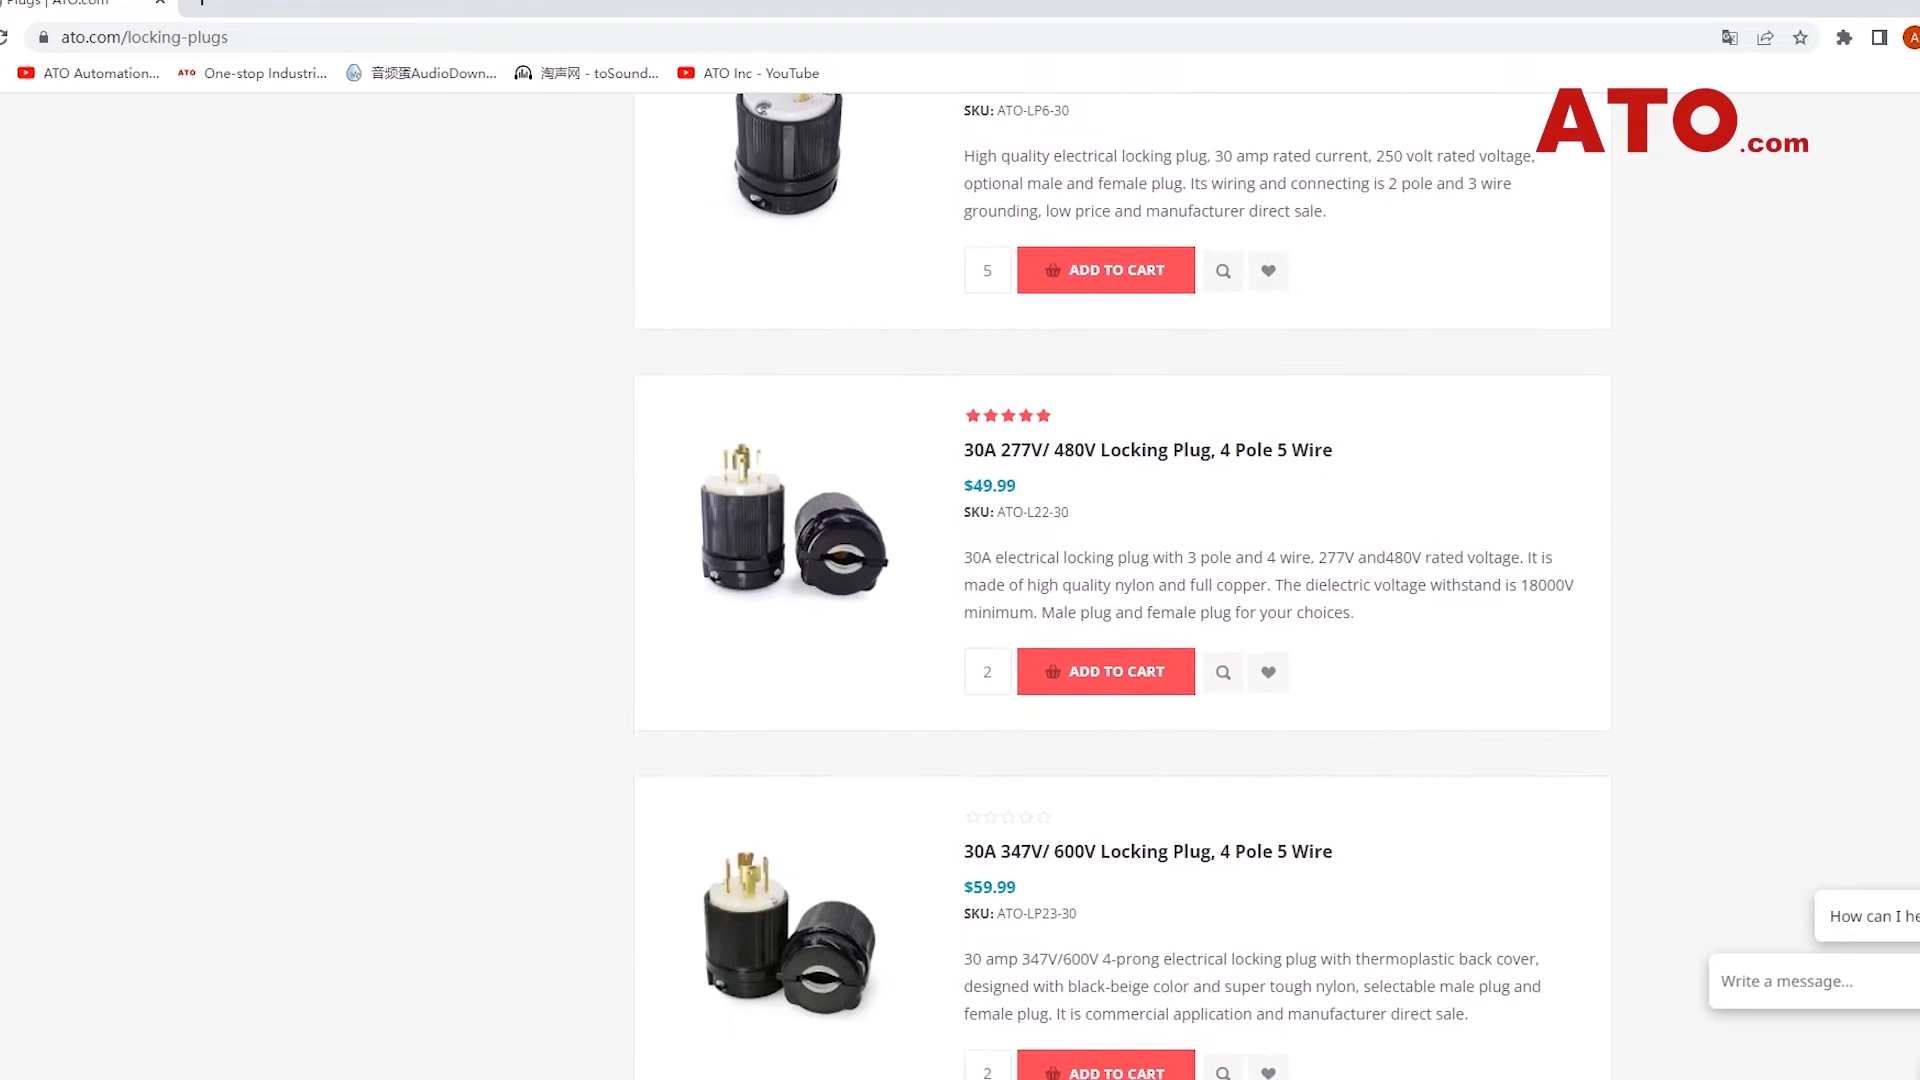 Plugs | ATO.com
ato.com/locking-plugs
ATO Automation...
ATO One-stop Industri...
音频蛋AudioDown...
淘声网 - toSound...
ATO Inc - YouTube
A
ATO.com
SKU: ATO-LP6-30
High quality electrical locking plug, 30 amp rated current, 250 volt rated voltage,
optional male and female plug. Its wiring and connecting is 2 pole and 3 wire
grounding, low price and manufacturer direct sale.
5
ADD TO CART
30A 277V/ 480V Locking Plug, 4 Pole 5 Wire
$49.99
SKU: ATO-L22-30
30A electrical locking plug with 3 pole and 4 wire, 277V and480V rated voltage. It is
made of high quality nylon and full copper. The dielectric voltage withstand is 18000V
minimum. Male plug and female plug for your choices.
2
ADD TO CART
30A 347V/ 600V Locking Plug, 4 Pole 5 Wire
$59.99
SKU: ATO-LP23-30
30 amp 347V/600V 4-prong electrical locking plug with thermoplastic back cover,
designed with black-beige color and super tough nylon, selectable male plug and
female plug. It is commercial application and manufacturer direct sale.
2
ADD TO CART
How can I he
Write a message...